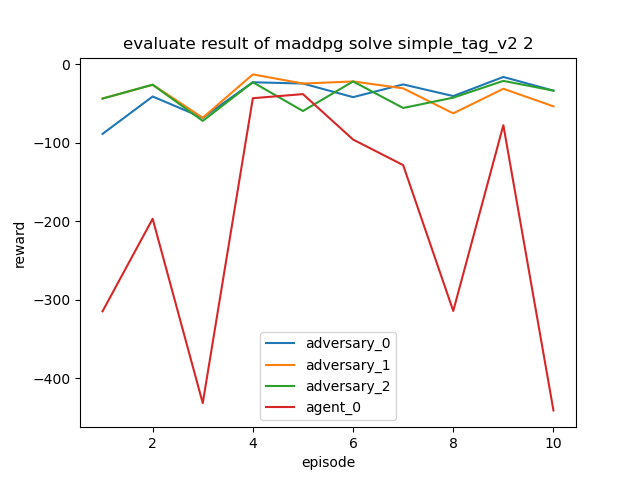 evaluate result of maddpg solve simple_tag_v2 2
0
−100
−200
−300
−400
reward
adversary_0
adversary_1
adversary_2
agent_0
2
4
6
8
10
episode